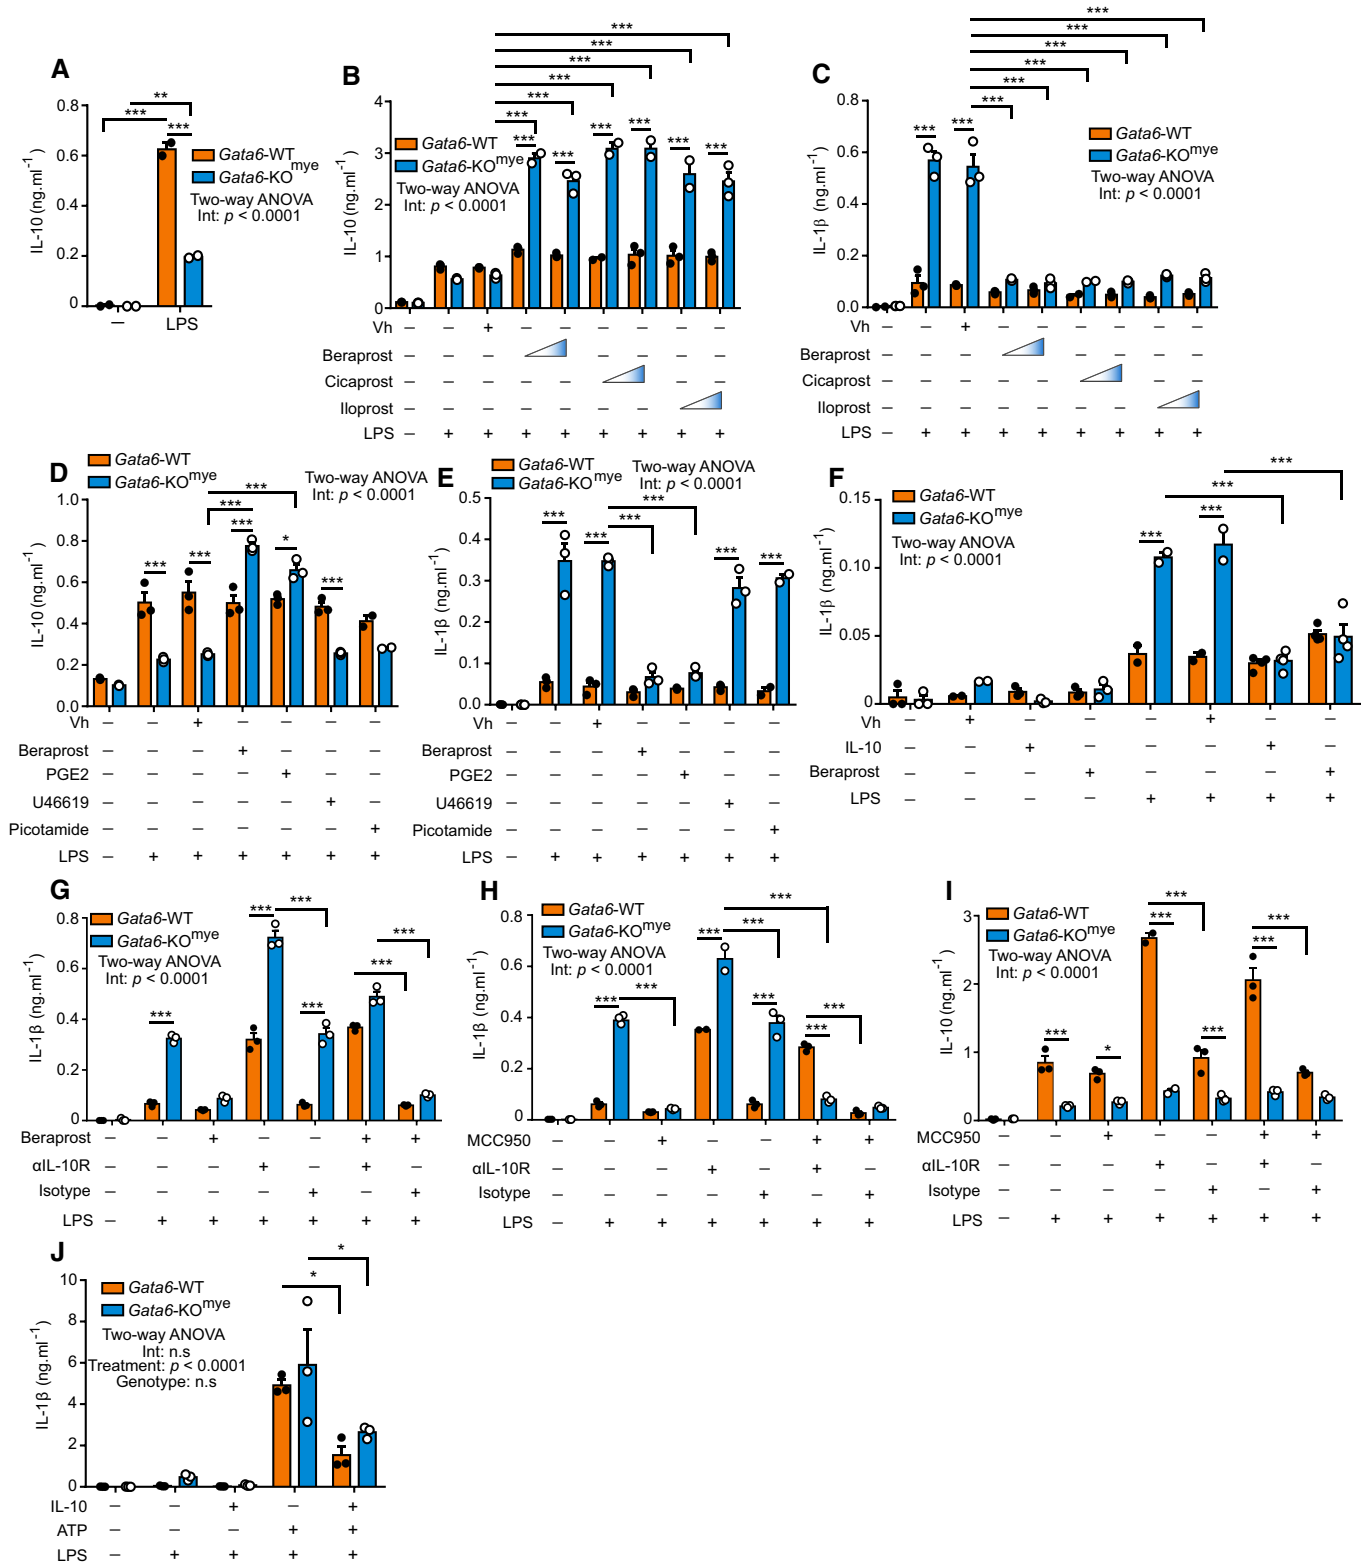 A
** 
***
***
0.8
0.6
0.4
0.2
0
IL-10 (ng.ml⁻¹)
Gata6-WT
Gata6-KOᵐʸᵉ
Two-way ANOVA
Int: p < 0.0001
– LPS
B
***
***
***
***
***
***
*** *** *** *** *** ***
4
3
2
1
0
IL-10 (ng.ml⁻¹)
Gata6-WT
Gata6-KOᵐʸᵉ
Two-way ANOVA
Int: p < 0.0001
Vh – – + – – – – – –
Beraprost – – – – – – –
Cicaprost – – – – – – –
Iloprost – – – – – – –
LPS – + + + + + + + +
C
***
***
***
***
***
***
*** ***
0.8
0.6
0.4
0.2
0.0
IL-1β (ng.ml⁻¹)
Gata6-WT
Gata6-KOᵐʸᵉ
Two-way ANOVA
Int: p < 0.0001
Vh – – + – – – – – –
Beraprost – – – – – – –
Cicaprost – – – – – – –
Iloprost – – – – – – –
LPS – + + + + + + + +
D
Gata6-WT
Gata6-KOᵐʸᵉ
Two-way ANOVA
Int: p < 0.0001
***
***
*** *** *** * ***
1.0
0.8
0.6
0.4
0.2
0.0
IL-10 (ng.ml⁻¹)
Vh – – + – – – –
Beraprost – – – + – – –
PGE2 – – – – + – –
U46619 – – – – – + –
Picotamide – – – – – – +
LPS – + + + + + +
E
Gata6-WT
Gata6-KOᵐʸᵉ
Two-way ANOVA
Int: p < 0.0001
***
***
*** *** *** ***
0.5
0.4
0.3
0.2
0.1
0.0
IL-1β (ng.ml⁻¹)
Vh – – + – – – –
Beraprost – – – + – – –
PGE2 – – – – + – –
U46619 – – – – – + –
Picotamide – – – – – – +
LPS – + + + + + +
F
Gata6-WT
Gata6-KOᵐʸᵉ
Two-way ANOVA
Int: p < 0.0001
***
***
*** ***
0.15
0.10
0.05
0
IL-1β (ng.ml⁻¹)
Vh – + – – – + – –
IL-10 – – + – – – + –
Beraprost – – – + – – – +
LPS – – – – + + + +
G
Gata6-WT
Gata6-KOᵐʸᵉ
Two-way ANOVA
Int: p < 0.0001
*** ***
***
***
*** ***
0.8
0.6
0.4
0.2
0
IL-1β (ng.ml⁻¹)
Beraprost – – + – – + +
αIL-10R – – – + – + –
Isotype – – – – + – +
LPS – + + + + + +
H
Gata6-WT
Gata6-KOᵐʸᵉ
Two-way ANOVA
Int: p < 0.0001
***
***
***
***
*** *** ***
***
0.8
0.6
0.4
0.2
0
IL-1β (ng.ml⁻¹)
MCC950 – – + – – + +
αIL-10R – – – + – + –
Isotype – – – – + – +
LPS – + + + + + +
I
Gata6-WT
Gata6-KOᵐʸᵉ
Two-way ANOVA
Int: p < 0.0001
***
***
***
***
*** * ***
3
2
1
0
IL-10 (ng.ml⁻¹)
MCC950 – – + – – + +
αIL-10R – – – + – + –
Isotype – – – – + – +
LPS – + + + + + +
J
Gata6-WT
Gata6-KOᵐʸᵉ
Two-way ANOVA
Int: n.s
Treatment: p < 0.0001
Genotype: n.s
*
*
10
8
6
4
2
0
IL-1β (ng.ml⁻¹)
IL-10 – – + – +
ATP – – – + +
LPS – + + + +